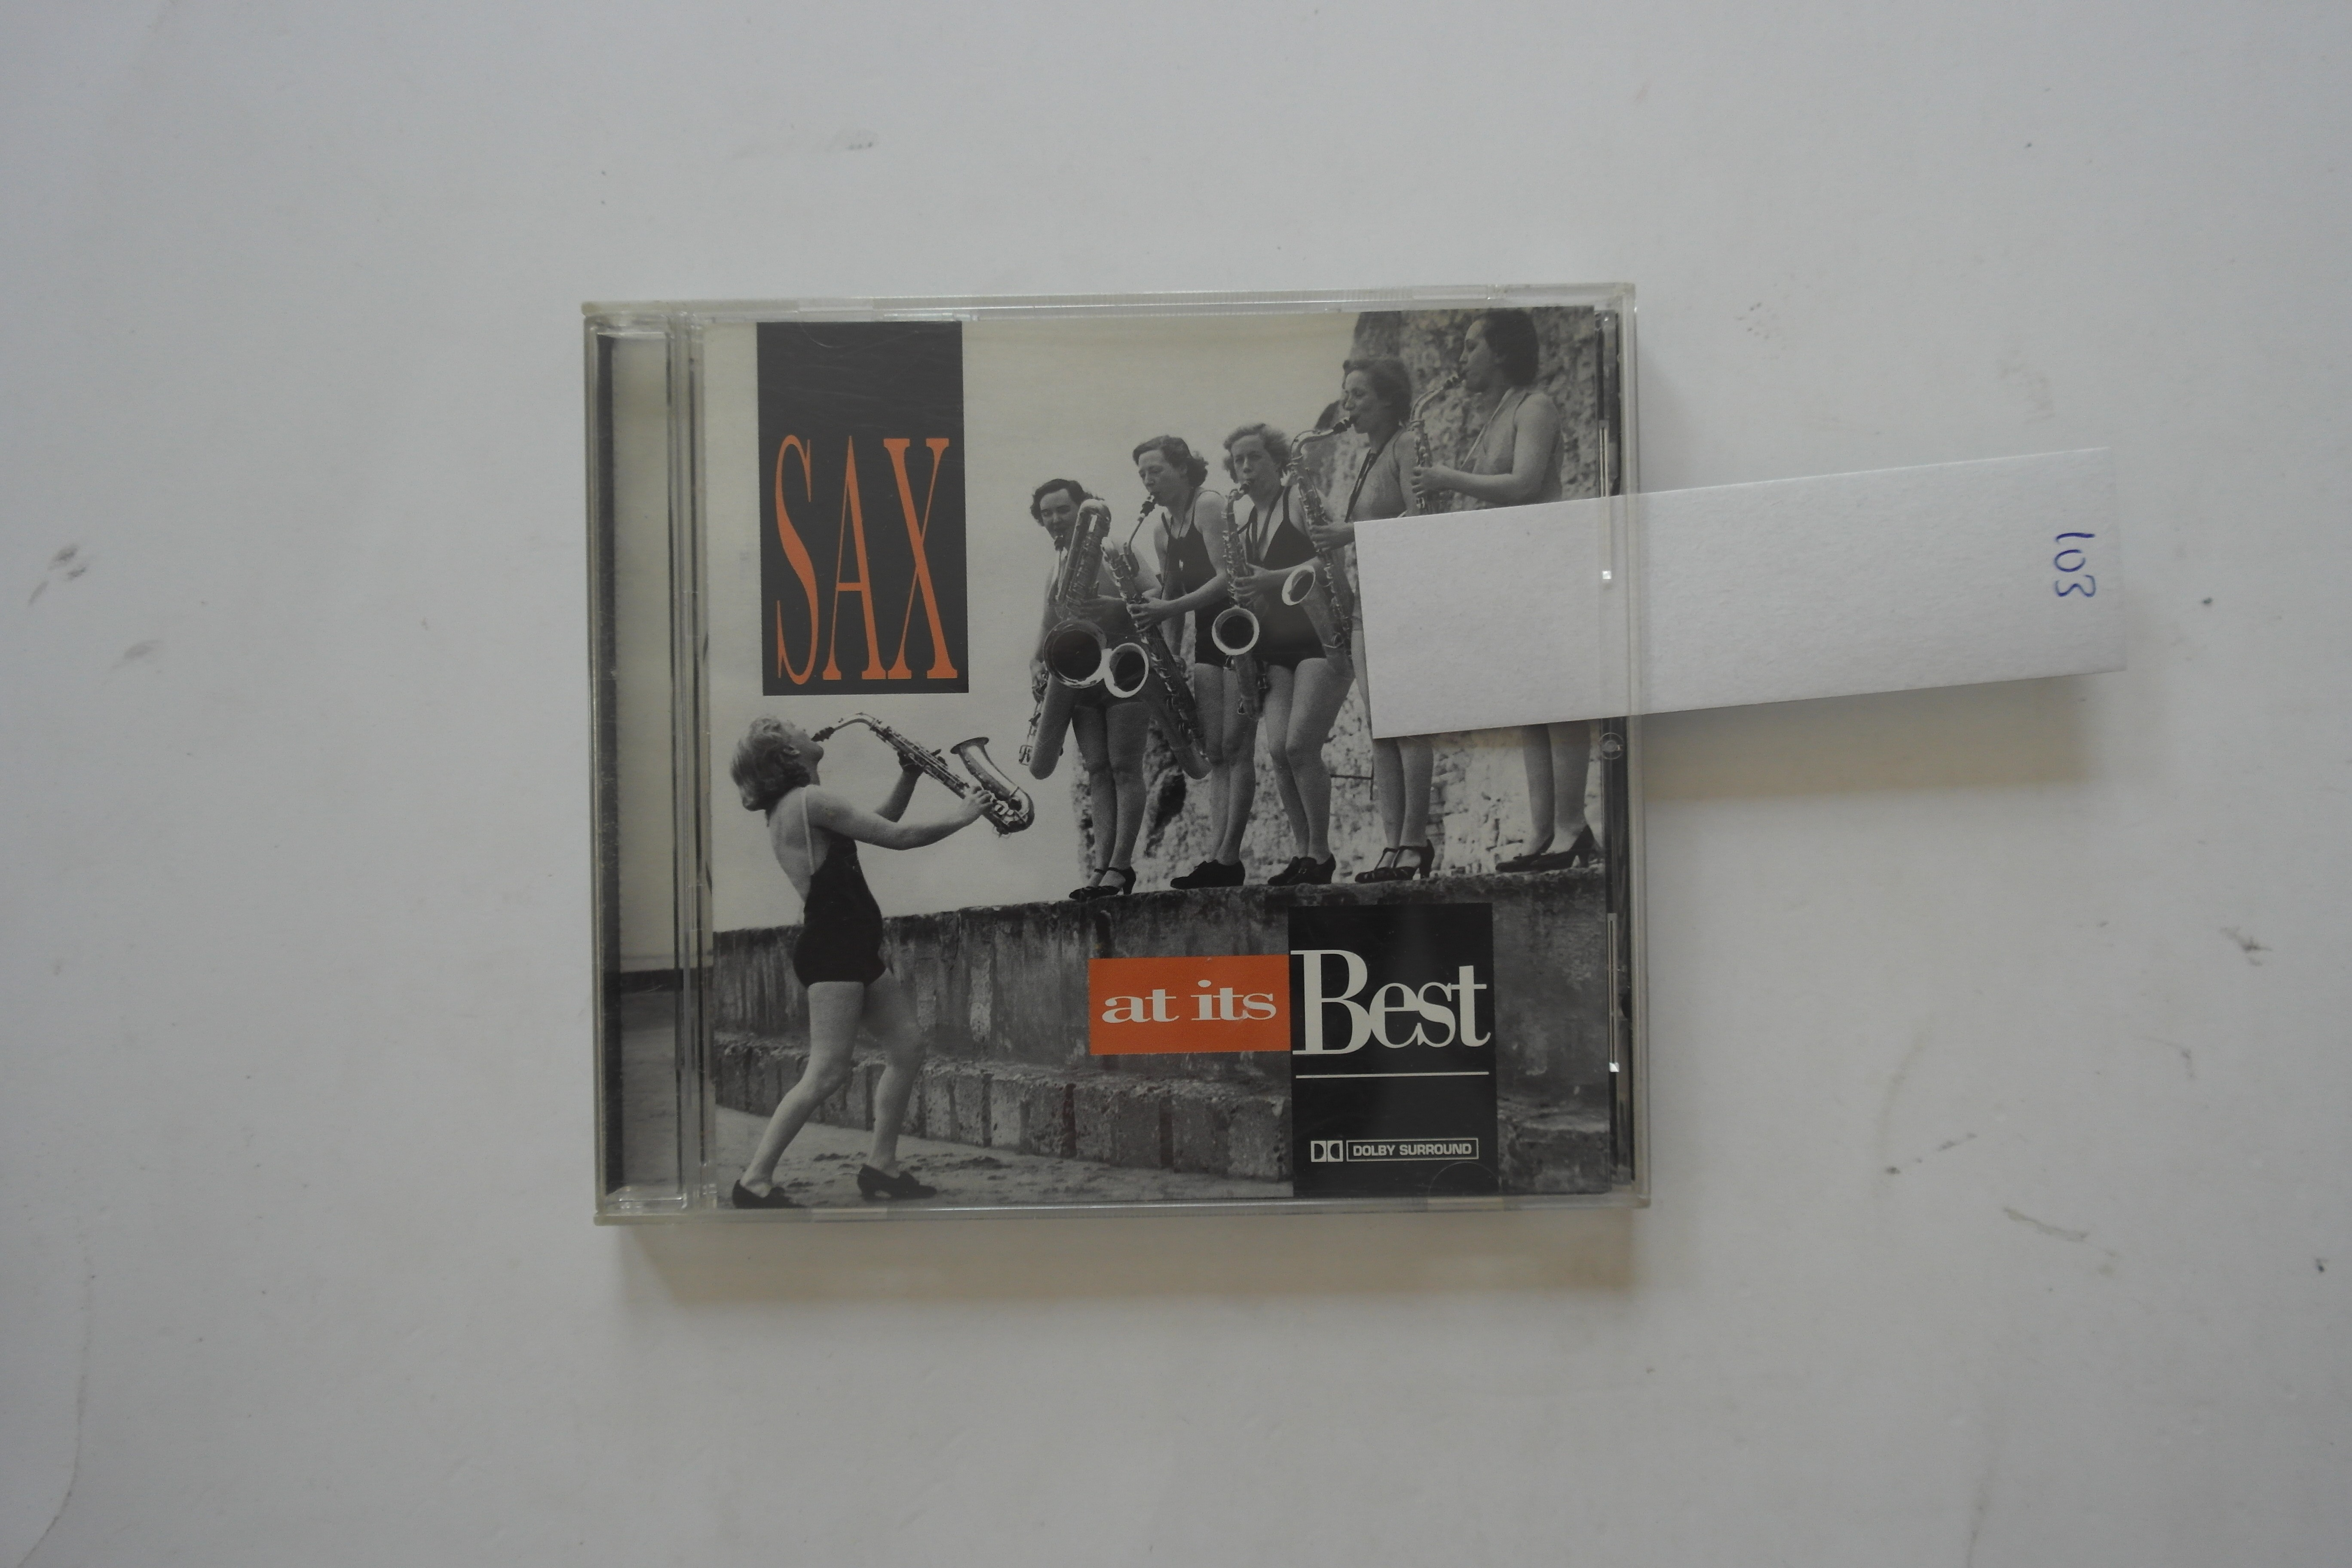 SAX
103
at its Best
DOLBY SURROUND